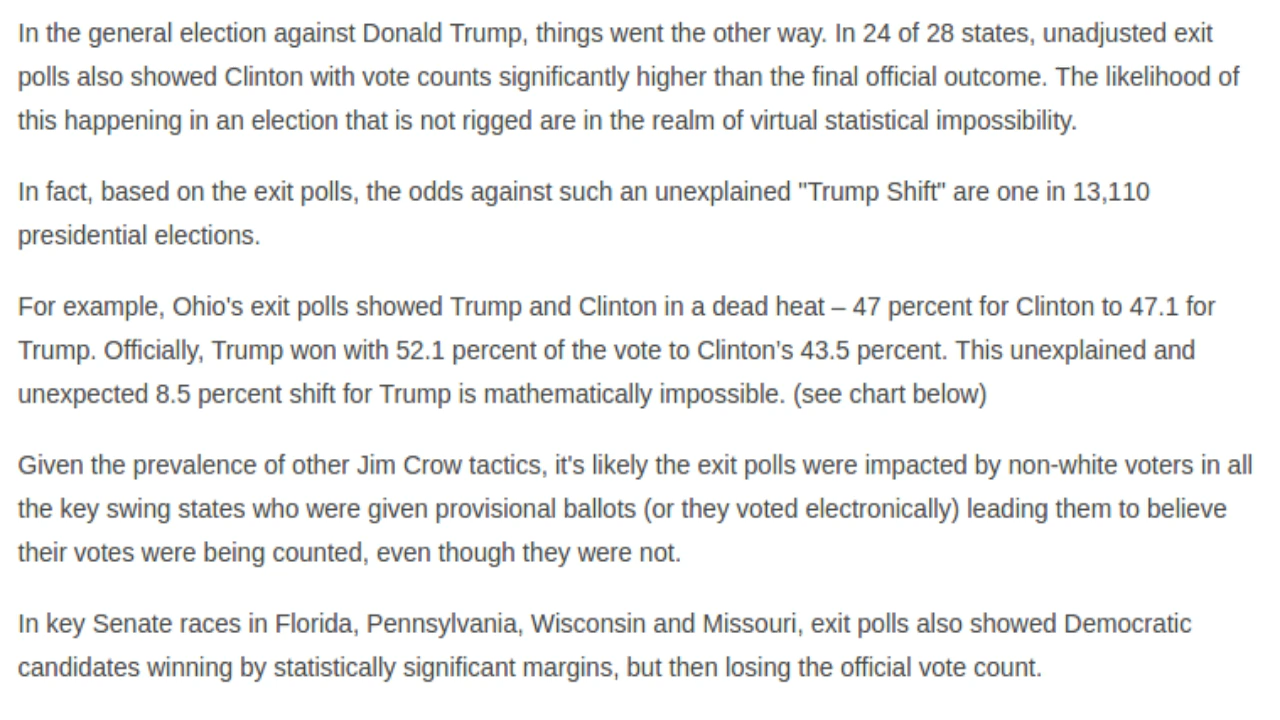 In the general election against Donald Trump, things went the other way. In 24 of 28 states, unadjusted exit
polls also showed Clinton with vote counts significantly higher than the final official outcome. The likelihood of
this happening in an election that is not rigged are in the realm of virtual statistical impossibility.
In fact, based on the exit polls, the odds against such an unexplained "Trump Shift" are one in 13,110
presidential elections.
For example, Ohio's exit polls showed Trump and Clinton in a dead heat – 47 percent for Clinton to 47.1 for
Trump. Officially, Trump won with 52.1 percent of the vote to Clinton's 43.5 percent. This unexplained and
unexpected 8.5 percent shift for Trump is mathematically impossible. (see chart below)
Given the prevalence of other Jim Crow tactics, it's likely the exit polls were impacted by non-white voters in all
the key swing states who were given provisional ballots (or they voted electronically) leading them to believe
their votes were being counted, even though they were not.
In key Senate races in Florida, Pennsylvania, Wisconsin and Missouri, exit polls also showed Democratic
candidates winning by statistically significant margins, but then losing the official vote count.